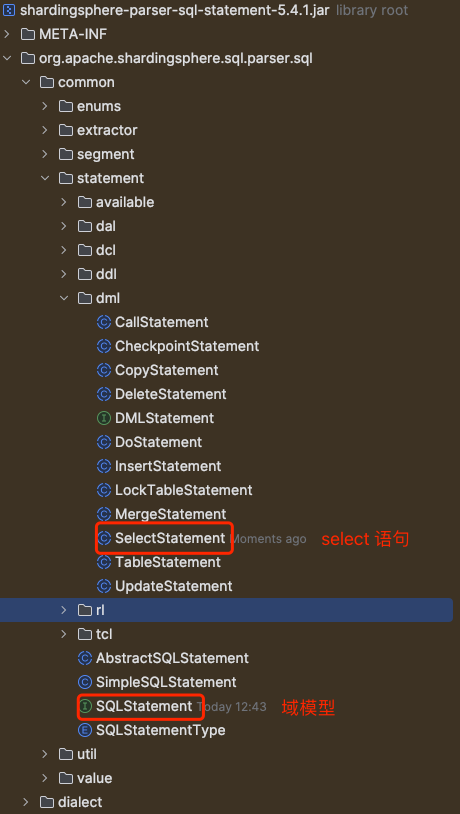 shardingsphere-parser-sql-statement-5.4.1.jar library root
META-INF
org.apache.shardingsphere.sql.parser.sql
common
enums
extractor
segment
statement
available
dal
dcl
ddl
dml
CallStatement
CheckpointStatement
CopyStatement
DeleteStatement
DMLStatement
DoStatement
InsertStatement
LockTableStatement
MergeStatement
SelectStatement Moments ago select 语句
TableStatement
UpdateStatement
rl
tcl
AbstractSQLStatement
SimpleSQLStatement
SQLStatement Today 12:43 域模型
SQLStatementType
util
value
dialect